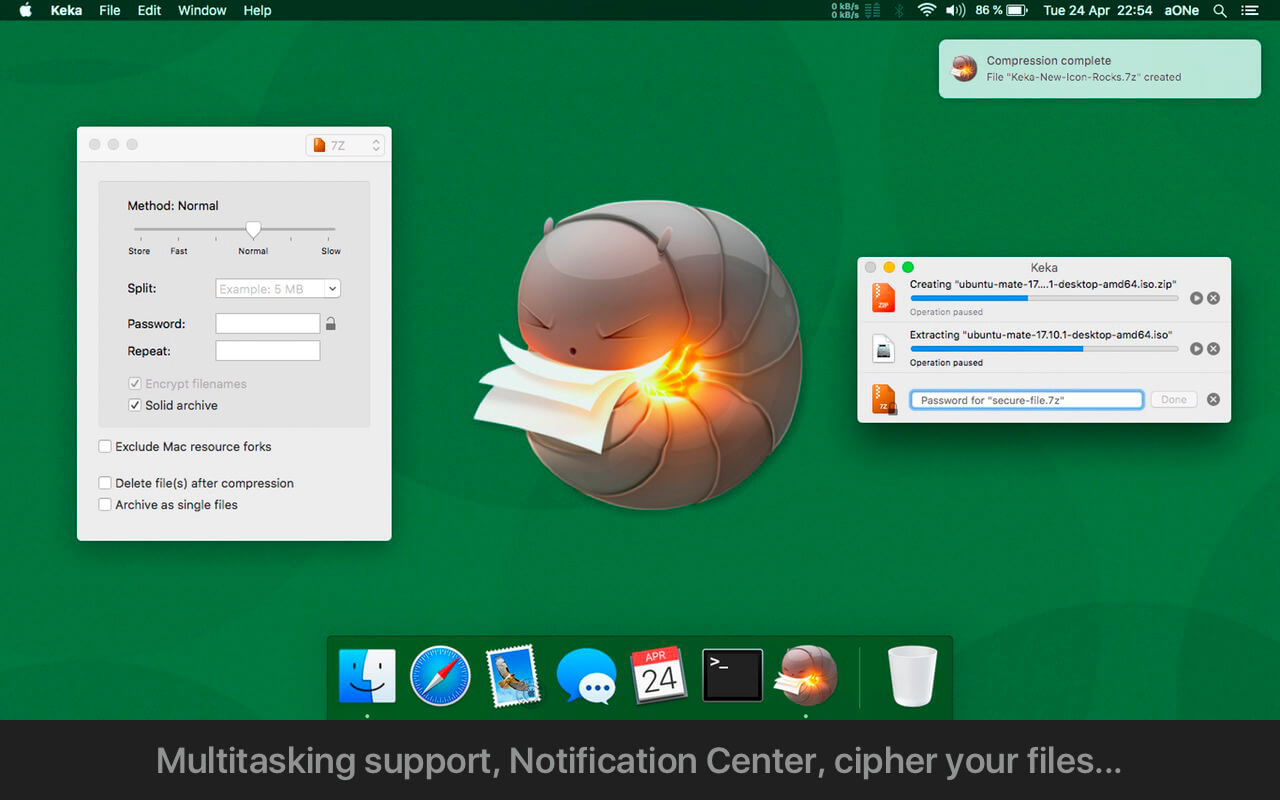 Keka File Edit Window Help
0 kB/s
0 kB/s
86 % Tue 24 Apr 22:54 aONe
Compression complete
File "Keka-New-Icon-Rocks.7z" created
7Z
Method: Normal
Store Fast Normal Slow
Split: Example: 5 MB
Password:
Repeat:
Encrypt filenames
Solid archive
Exclude Mac resource forks
Delete file(s) after compression
Archive as single files
Keka
Creating "ubuntu-mate-17....1-desktop-amd64.iso.zip"
ZIP
Operation paused
Extracting "ubuntu-mate-17.10.1-desktop-amd64.iso"
Operation paused
7Z
Password for "secure-file.7z" Done
APR
24
>_
Multitasking support, Notification Center, cipher your files...